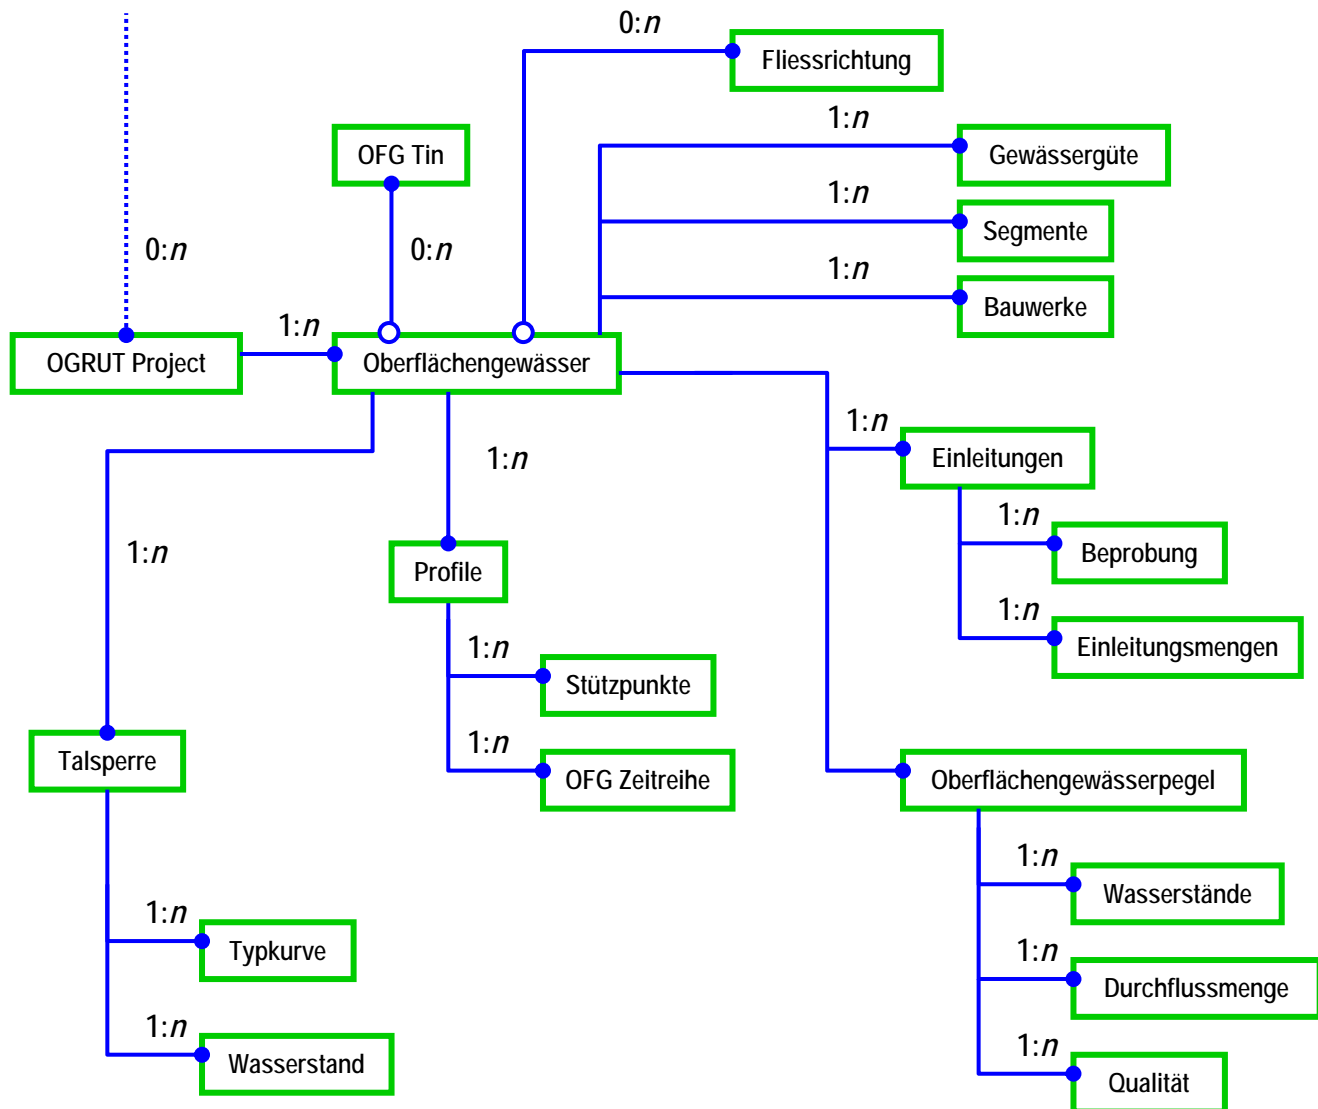 0:n
Fliessrichtung
1:n
OFG Tin
Gewässergüte
1:n
Segmente
0:n
0:n
1:n
Bauwerke
1:n
OGRUT Project
Oberflächengewässer
1:n
1:n
Einleitungen
1:n
1:n
Beprobung
Profile
1:n
Einleitungsmengen
1:n
Stützpunkte
1:n
Talsperre
OFG Zeitreihe
Oberflächengewässerpegel
1:n
Wasserstände
1:n
Typkurve
1:n
Durchflussmenge
1:n
Wasserstand
1:n
Qualität